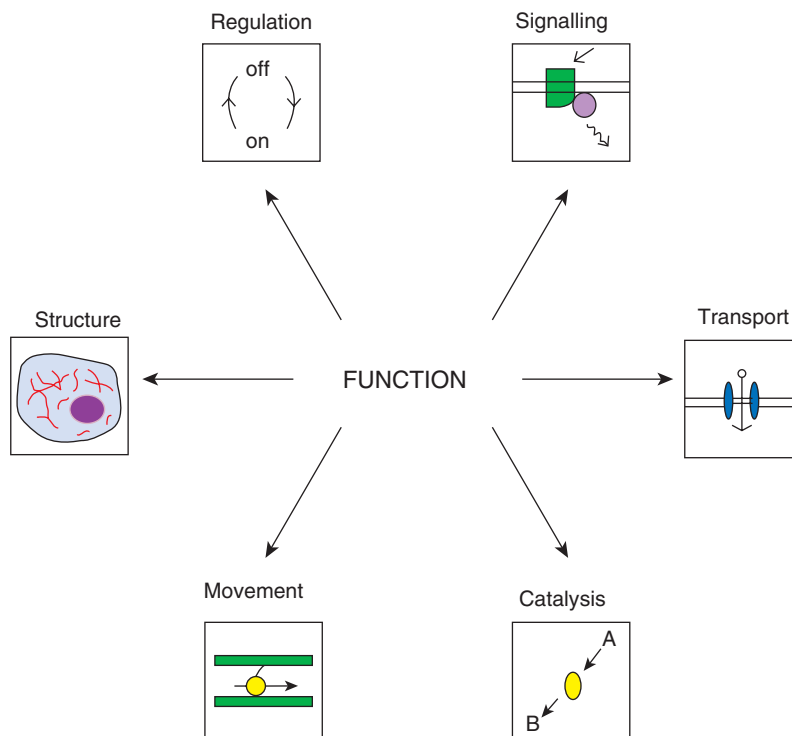 Regulation
Signalling
off
on
Structure
Transport
FUNCTION
Movement
Catalysis
A
B